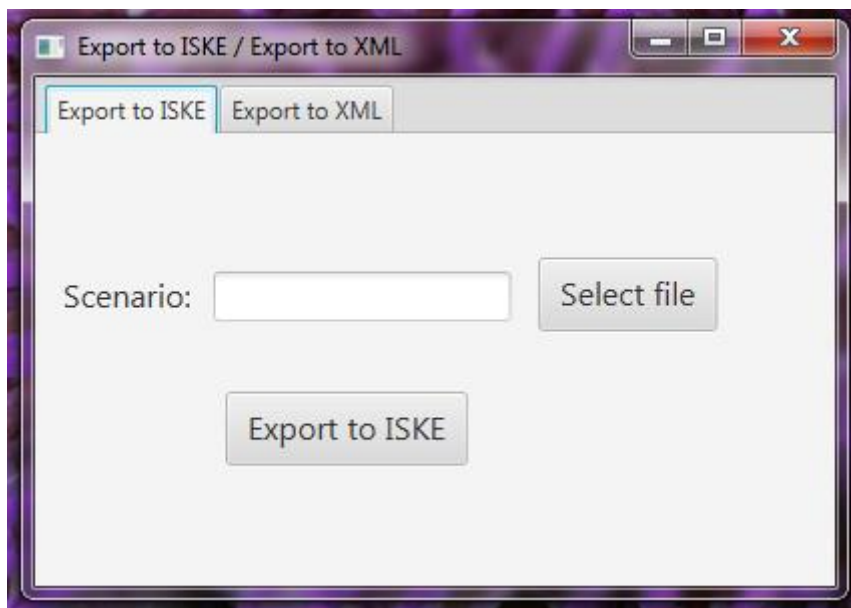 Export to ISKE / Export to XML
Export to ISKE Export to XML
Scenario: Select file
Export to ISKE